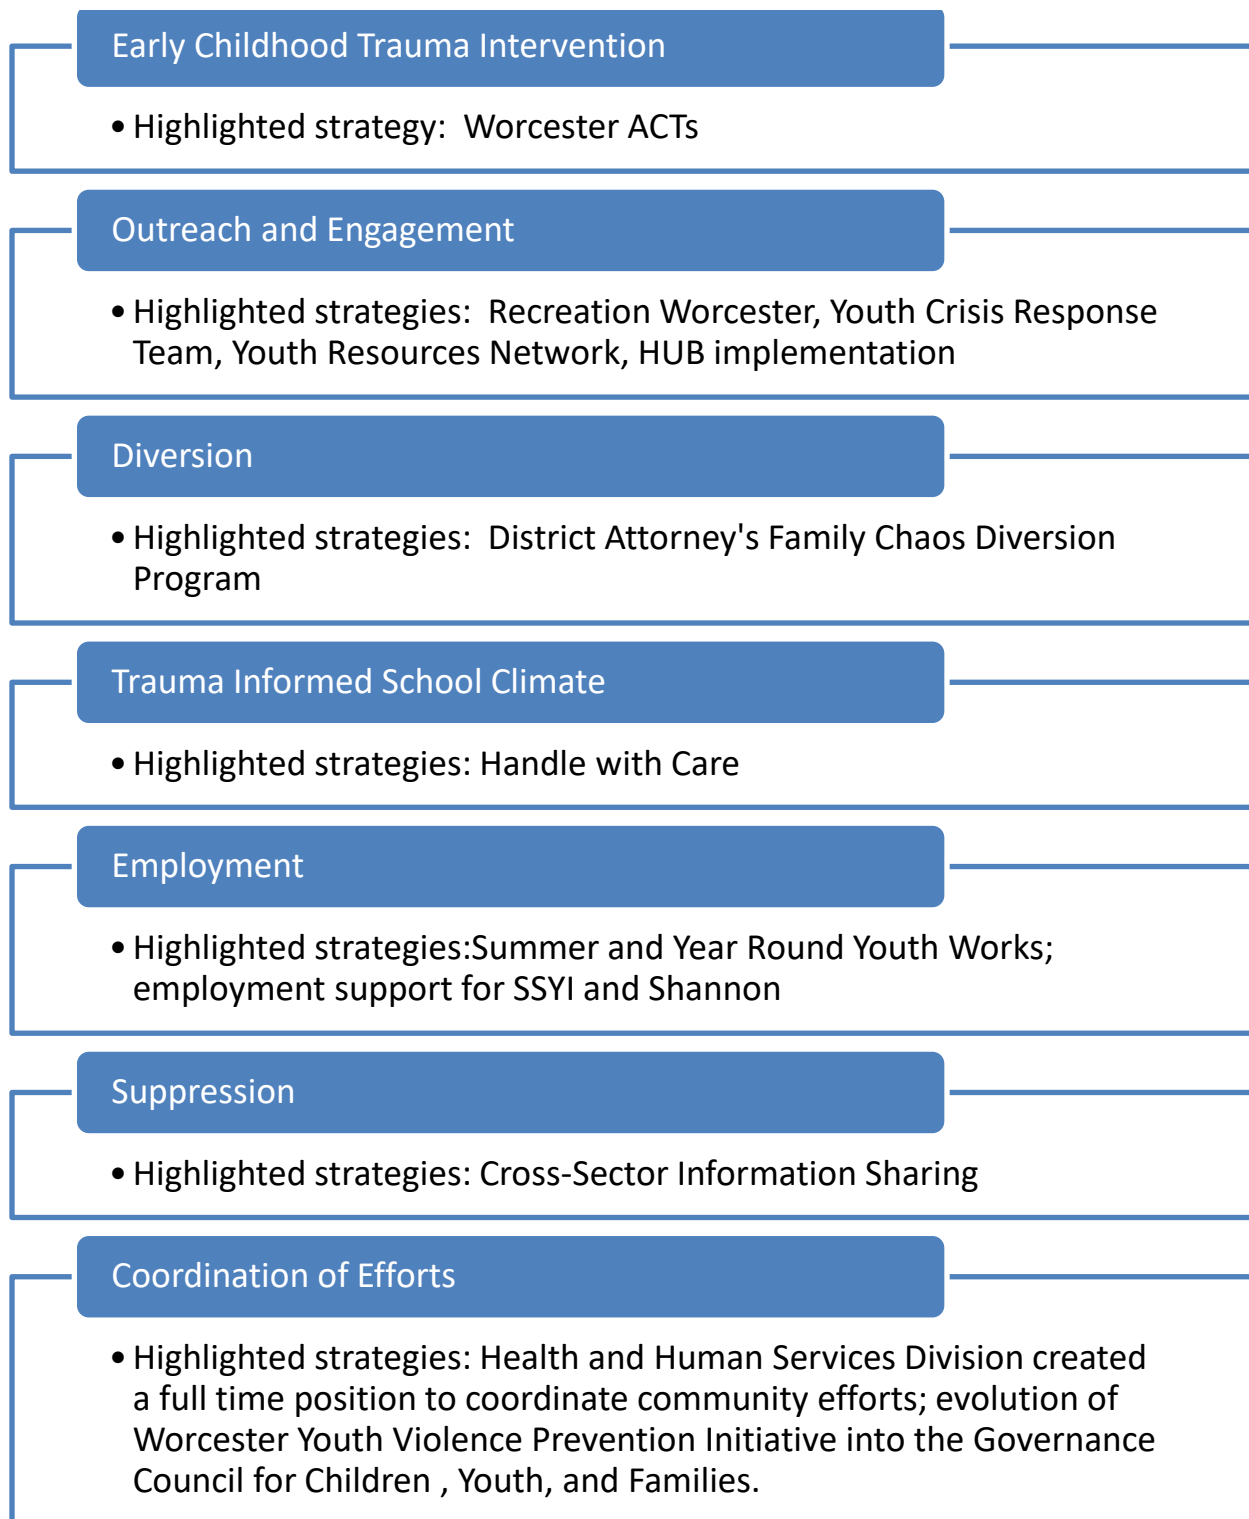 Early Childhood Trauma Intervention
• Highlighted strategy:  Worcester ACTs
Outreach and Engagement
• Highlighted strategies:  Recreation Worcester, Youth Crisis Response
Team, Youth Resources Network, HUB implementation
Diversion
• Highlighted strategies:  District Attorney's Family Chaos Diversion
Program
Trauma Informed School Climate
• Highlighted strategies: Handle with Care
Employment
• Highlighted strategies:Summer and Year Round Youth Works;
employment support for SSYI and Shannon
Suppression
• Highlighted strategies: Cross-Sector Information Sharing
Coordination of Efforts
• Highlighted strategies: Health and Human Services Division created
a full time position to coordinate community efforts; evolution of
Worcester Youth Violence Prevention Initiative into the Governance
Council for Children , Youth, and Families.